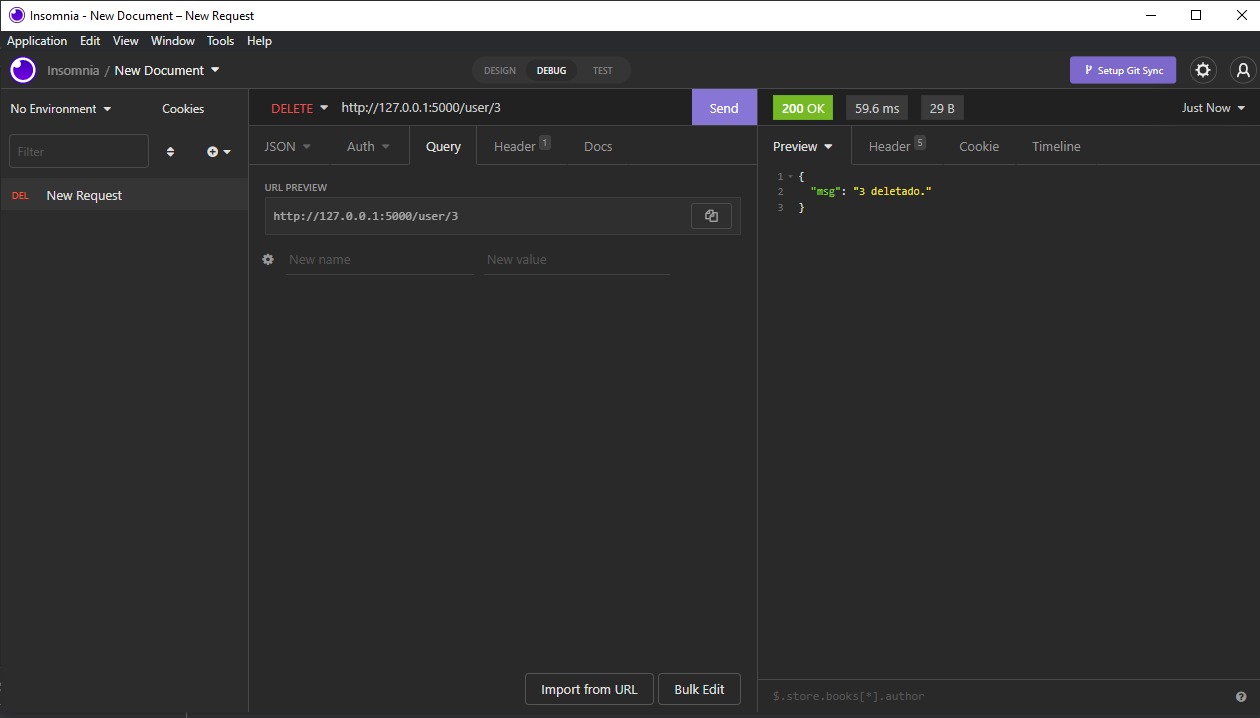 Insomnia - New Document – New Request
Application Edit View Window Tools Help
Insomnia / New Document
DESIGN DEBUG TEST
Setup Git Sync
No Environment Cookies
DELETE http://127.0.0.1:5000/user/3 Send
200 OK 59.6 ms 29 B Just Now
Filter
JSON Auth Query Header 1 Docs
Preview Header 5 Cookie Timeline
DEL New Request
URL PREVIEW
http://127.0.0.1:5000/user/3
New name New value
1 {
2 "msg": "3 deletado."
3 }
Import from URL Bulk Edit
$.store.books[*].author